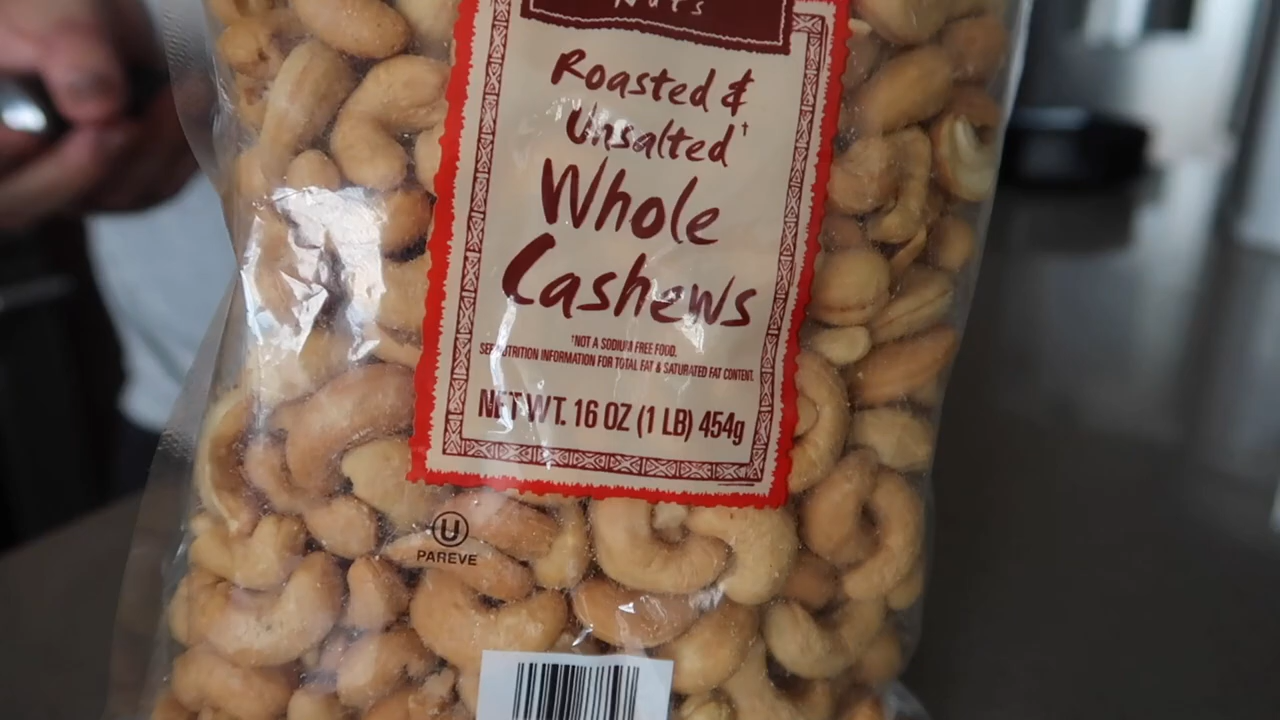 Nuts
Roasted &
Unsalted†
Whole
Cashews
†NOT A SODIUM FREE FOOD.
SEE NUTRITION INFORMATION FOR TOTAL FAT & SATURATED FAT CONTENT.
NET WT. 16 OZ (1 LB) 454g
U
PAREVE